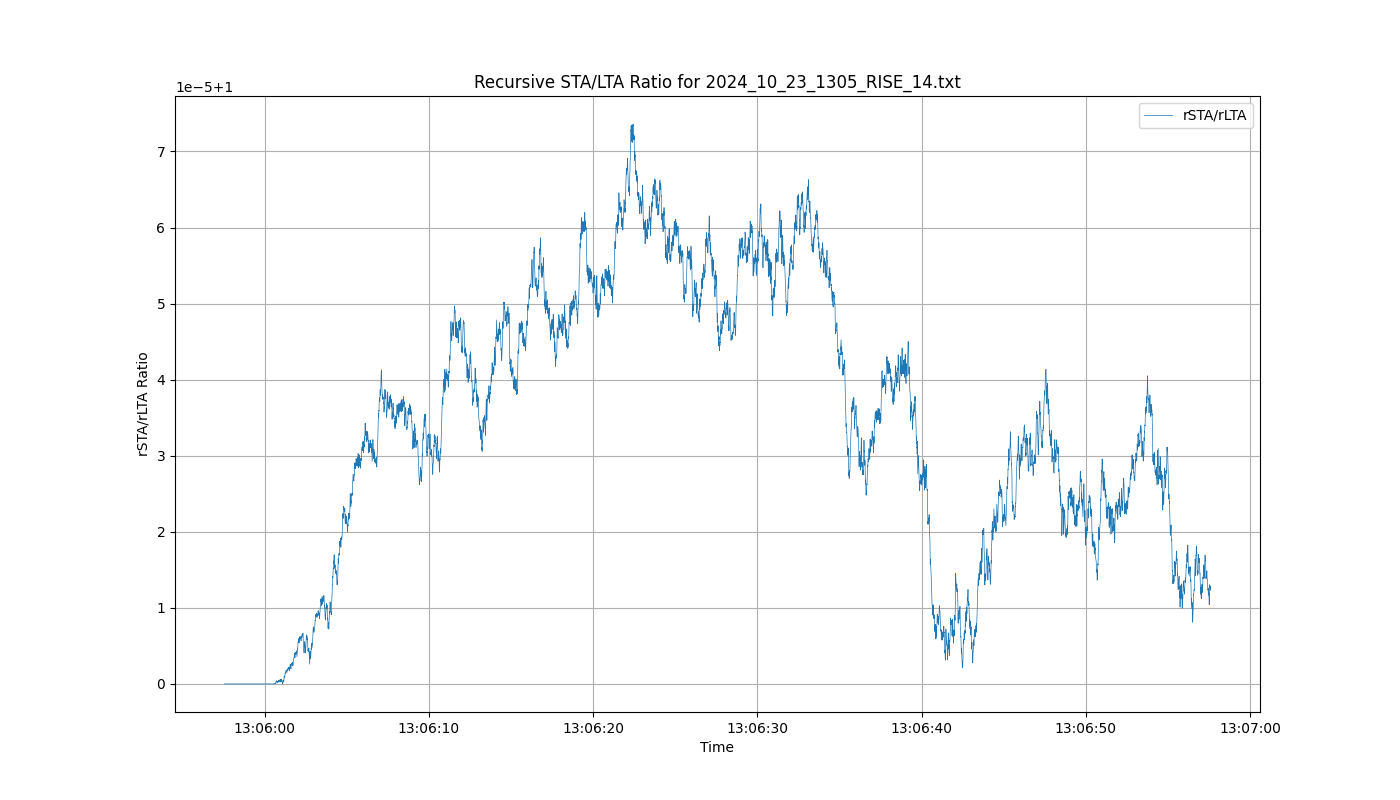 Recursive STA/LTA Ratio for 2024_10_23_1305_RISE_14.txt
1e−5+1
rSTA/rLTA
7
6
5
4
3
2
1
0
rSTA/rLTA Ratio
13:06:00 13:06:10 13:06:20 13:06:30 13:06:40 13:06:50 13:07:00
Time